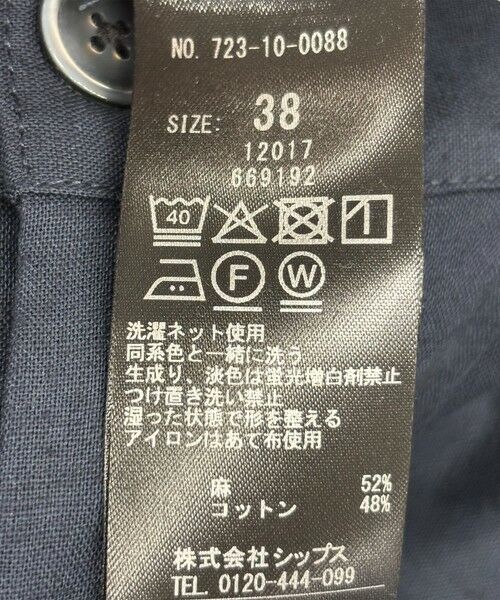 NO. 723-10-0088
SIZE: 38
12017
669192
40
F W
洗濯ネット使用
同系色と一緒に洗う
生成り、淡色は蛍光増白剤禁止
つけ置き洗い禁止
湿った状態で形を整える
アイロンはあて布使用
麻 52%
コットン 48%
株式会社シップス
TEL. 0120-444-099